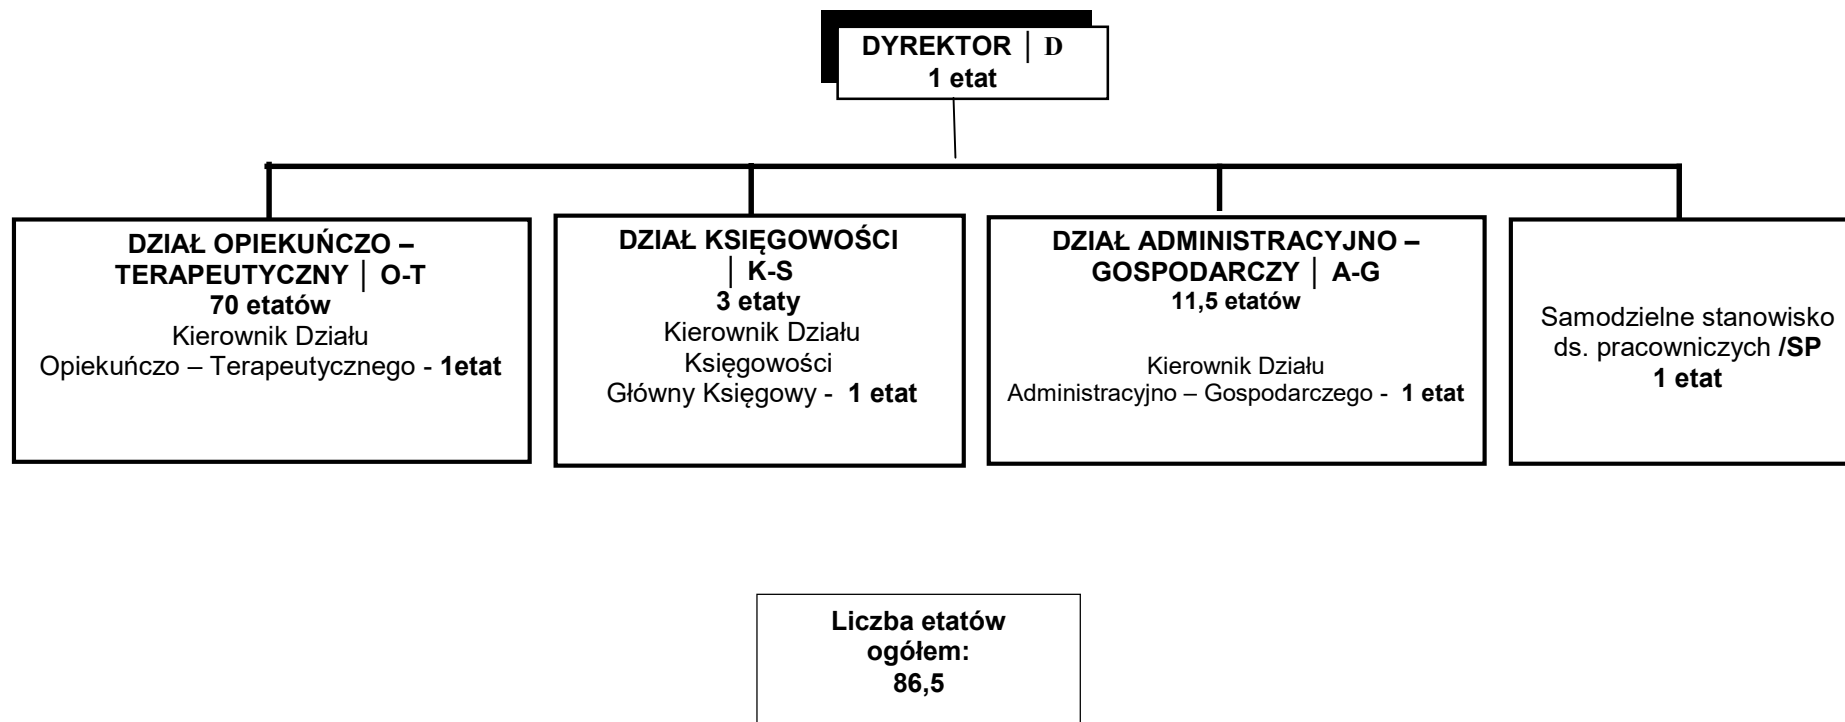 DYREKTOR │ D
1 etat
DZIAŁ OPIEKUŃCZO –
TERAPEUTYCZNY │ O-T
70 etatów
Kierownik Działu
Opiekuńczo – Terapeutycznego - 1etat
DZIAŁ KSIĘGOWOŚCI
│ K-S
3 etaty
Kierownik Działu
Księgowości
Główny Księgowy - 1 etat
DZIAŁ ADMINISTRACYJNO –
GOSPODARCZY │ A-G
11,5 etatów
Kierownik Działu
Administracyjno – Gospodarczego - 1 etat
Samodzielne stanowisko
ds. pracowniczych /SP
1 etat
Liczba etatów
ogółem:
86,5